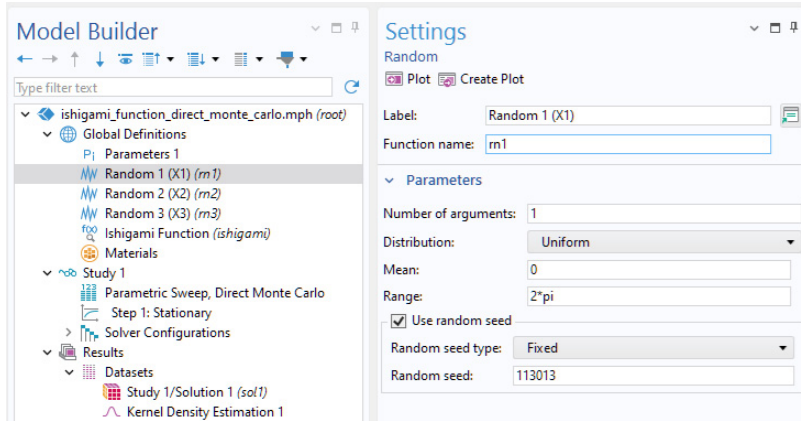 Model Builder
Type filter text
ishigami_function_direct_monte_carlo.mph (root)
Global Definitions
Pi Parameters 1
Random 1 (X1) (rn1)
Random 2 (X2) (rn2)
Random 3 (X3) (rn3)
Ishigami Function (ishigami)
Materials
Study 1
Parametric Sweep, Direct Monte Carlo
Step 1: Stationary
Solver Configurations
Results
Datasets
Study 1/Solution 1 (sol1)
Kernel Density Estimation 1
Settings
Random
Plot Create Plot
Label: Random 1 (X1)
Function name: rn1
Parameters
Number of arguments: 1
Distribution: Uniform
Mean: 0
Range: 2*pi
Use random seed
Random seed type: Fixed
Random seed: 113013